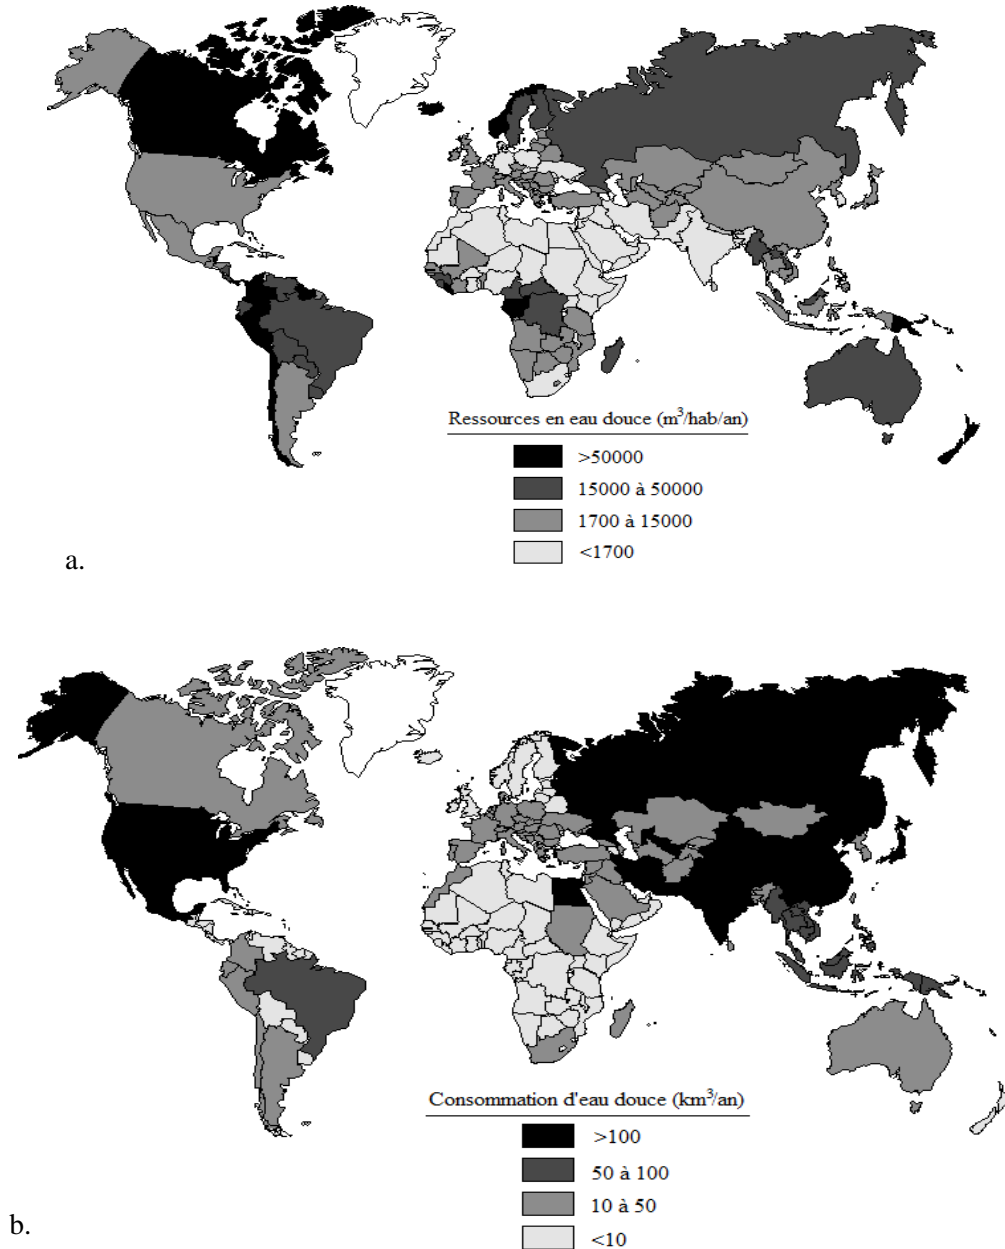 Ressources en eau douce (m³/hab/an)
>50000
15000 à 50000
1700 à 15000
<1700
a.
Consommation d'eau douce (km³/an)
>100
50 à 100
10 à 50
<10
b.